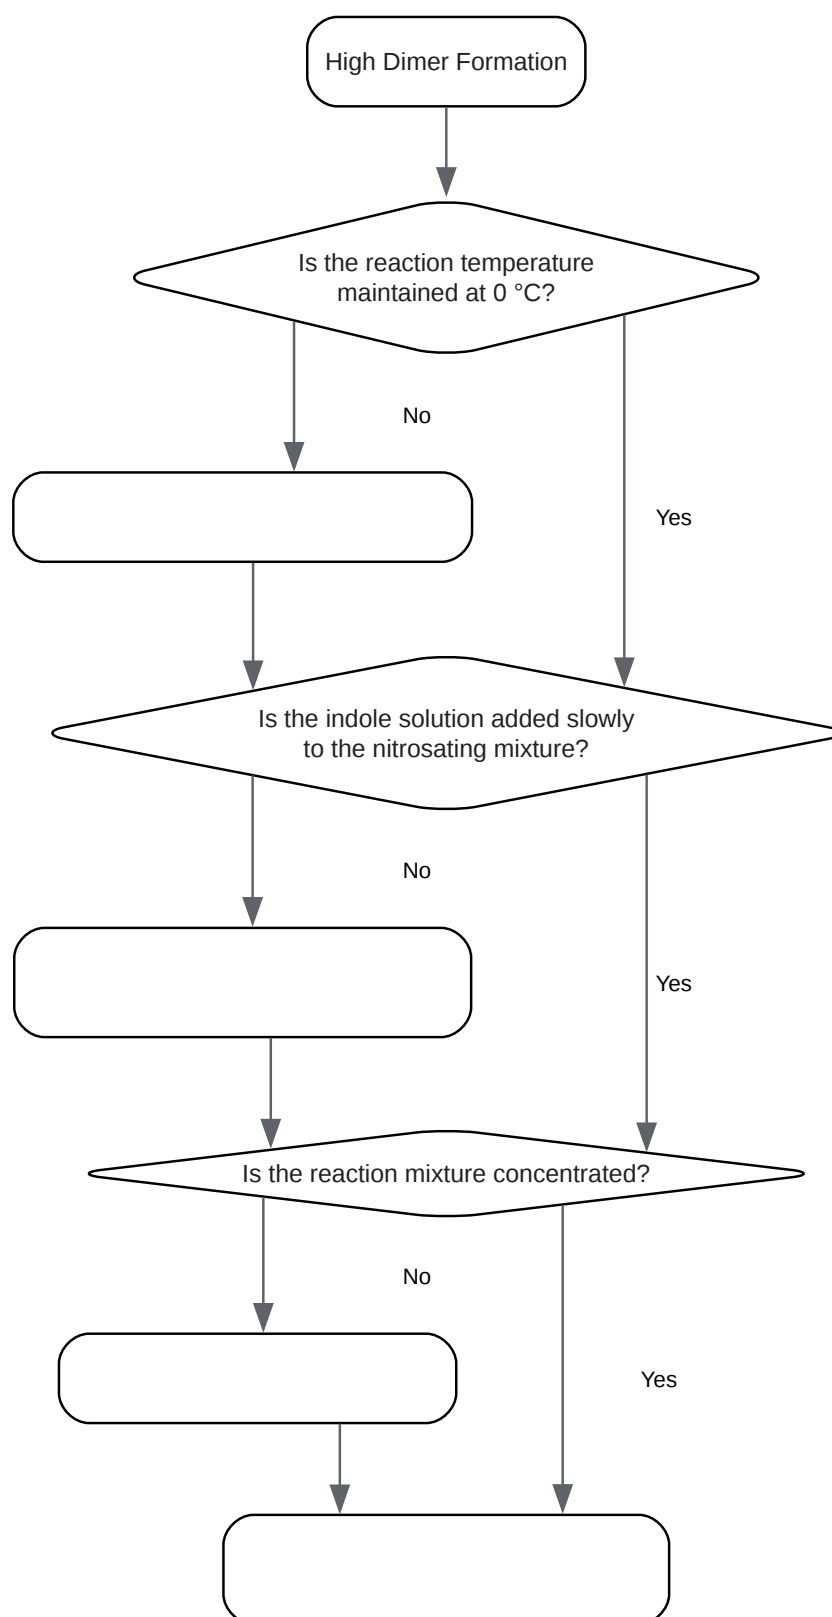 High Dimer Formation
Is the reaction temperature
maintained at 0 °C?
No
Yes
Is the indole solution added slowly
to the nitrosating mixture?
No
Yes
Is the reaction mixture concentrated?
No
Yes